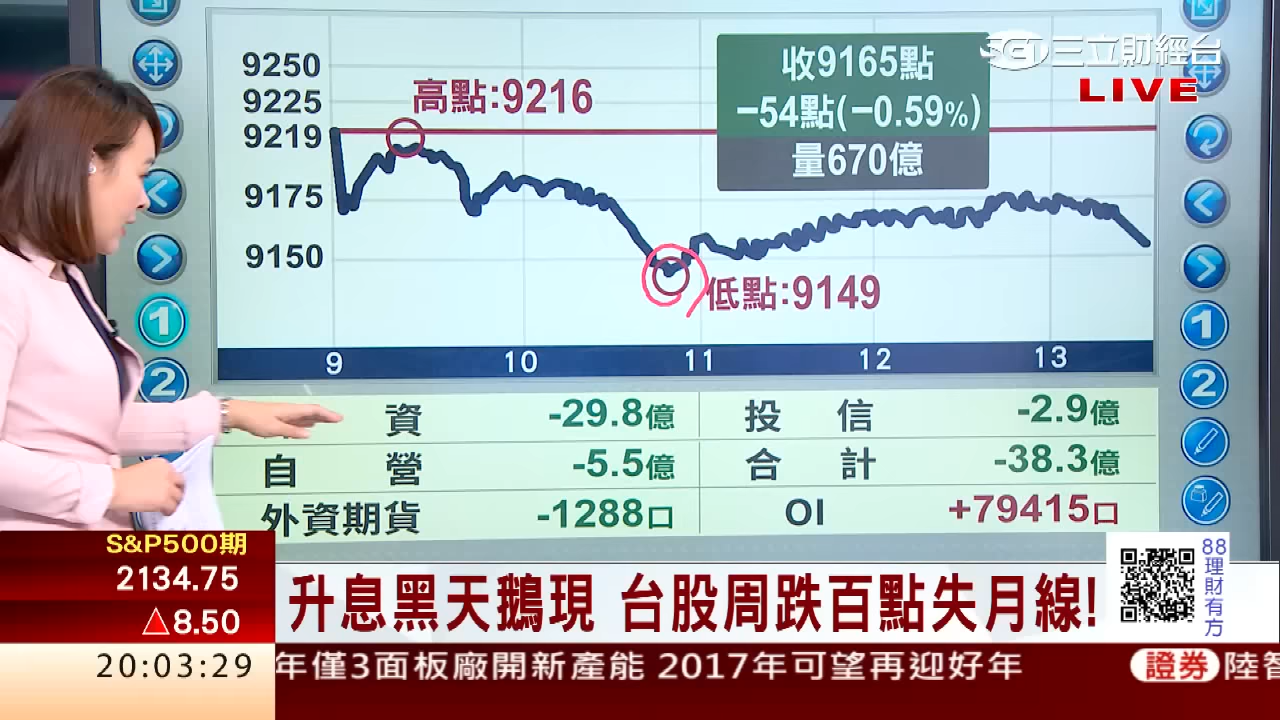 SET 三立財經台
LIVE
收9165點
-54點(-0.59%)
量670億
高點:9216
低點:9149
9250
9225
9219
9175
9150
9 10 11 12 13
資 -29.8億 投信 -2.9億
自營 -5.5億 合計 -38.3億
外資期貨 -1288口 OI +79415口
1
2
1
2
S&P500期
2134.75
△8.50
20:03:29
升息黑天鵝現 台股周跌百點失月線!
88理財有方
年僅3面板廠開新產能 2017年可望再迎好年
證券 陸智